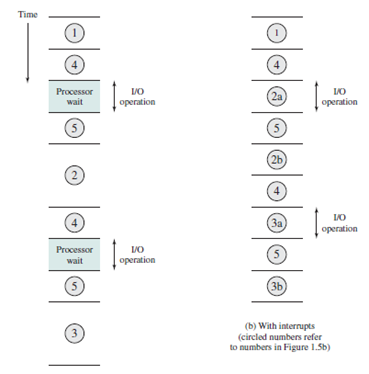 Time
1
4
Processor
wait
I/O
operation
5
2
4
Processor
wait
I/O
operation
5
3
1
4
2a
I/O
operation
5
2b
4
3a
I/O
operation
5
3b
(b) With interrupts
(circled numbers refer
to numbers in Figure 1.5b)